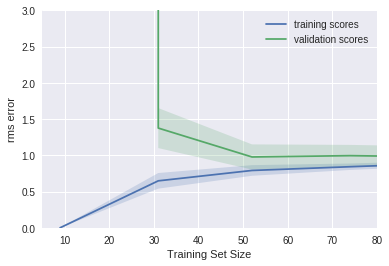 3.0
2.5
2.0
1.5
1.0
0.5
0.0
rms error
training scores
validation scores
10 20 30 40 50 60 70 80
Training Set Size